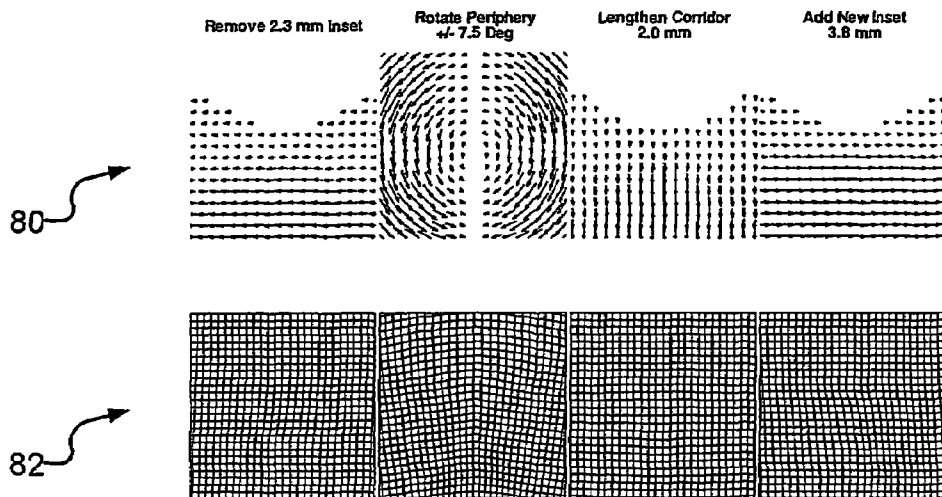 Remove 2.3 mm Inset
Rotate Periphery
+/- 7.5 Deg
Lengthen Corridor
2.0 mm
Add New Inset
3.8 mm
80
82